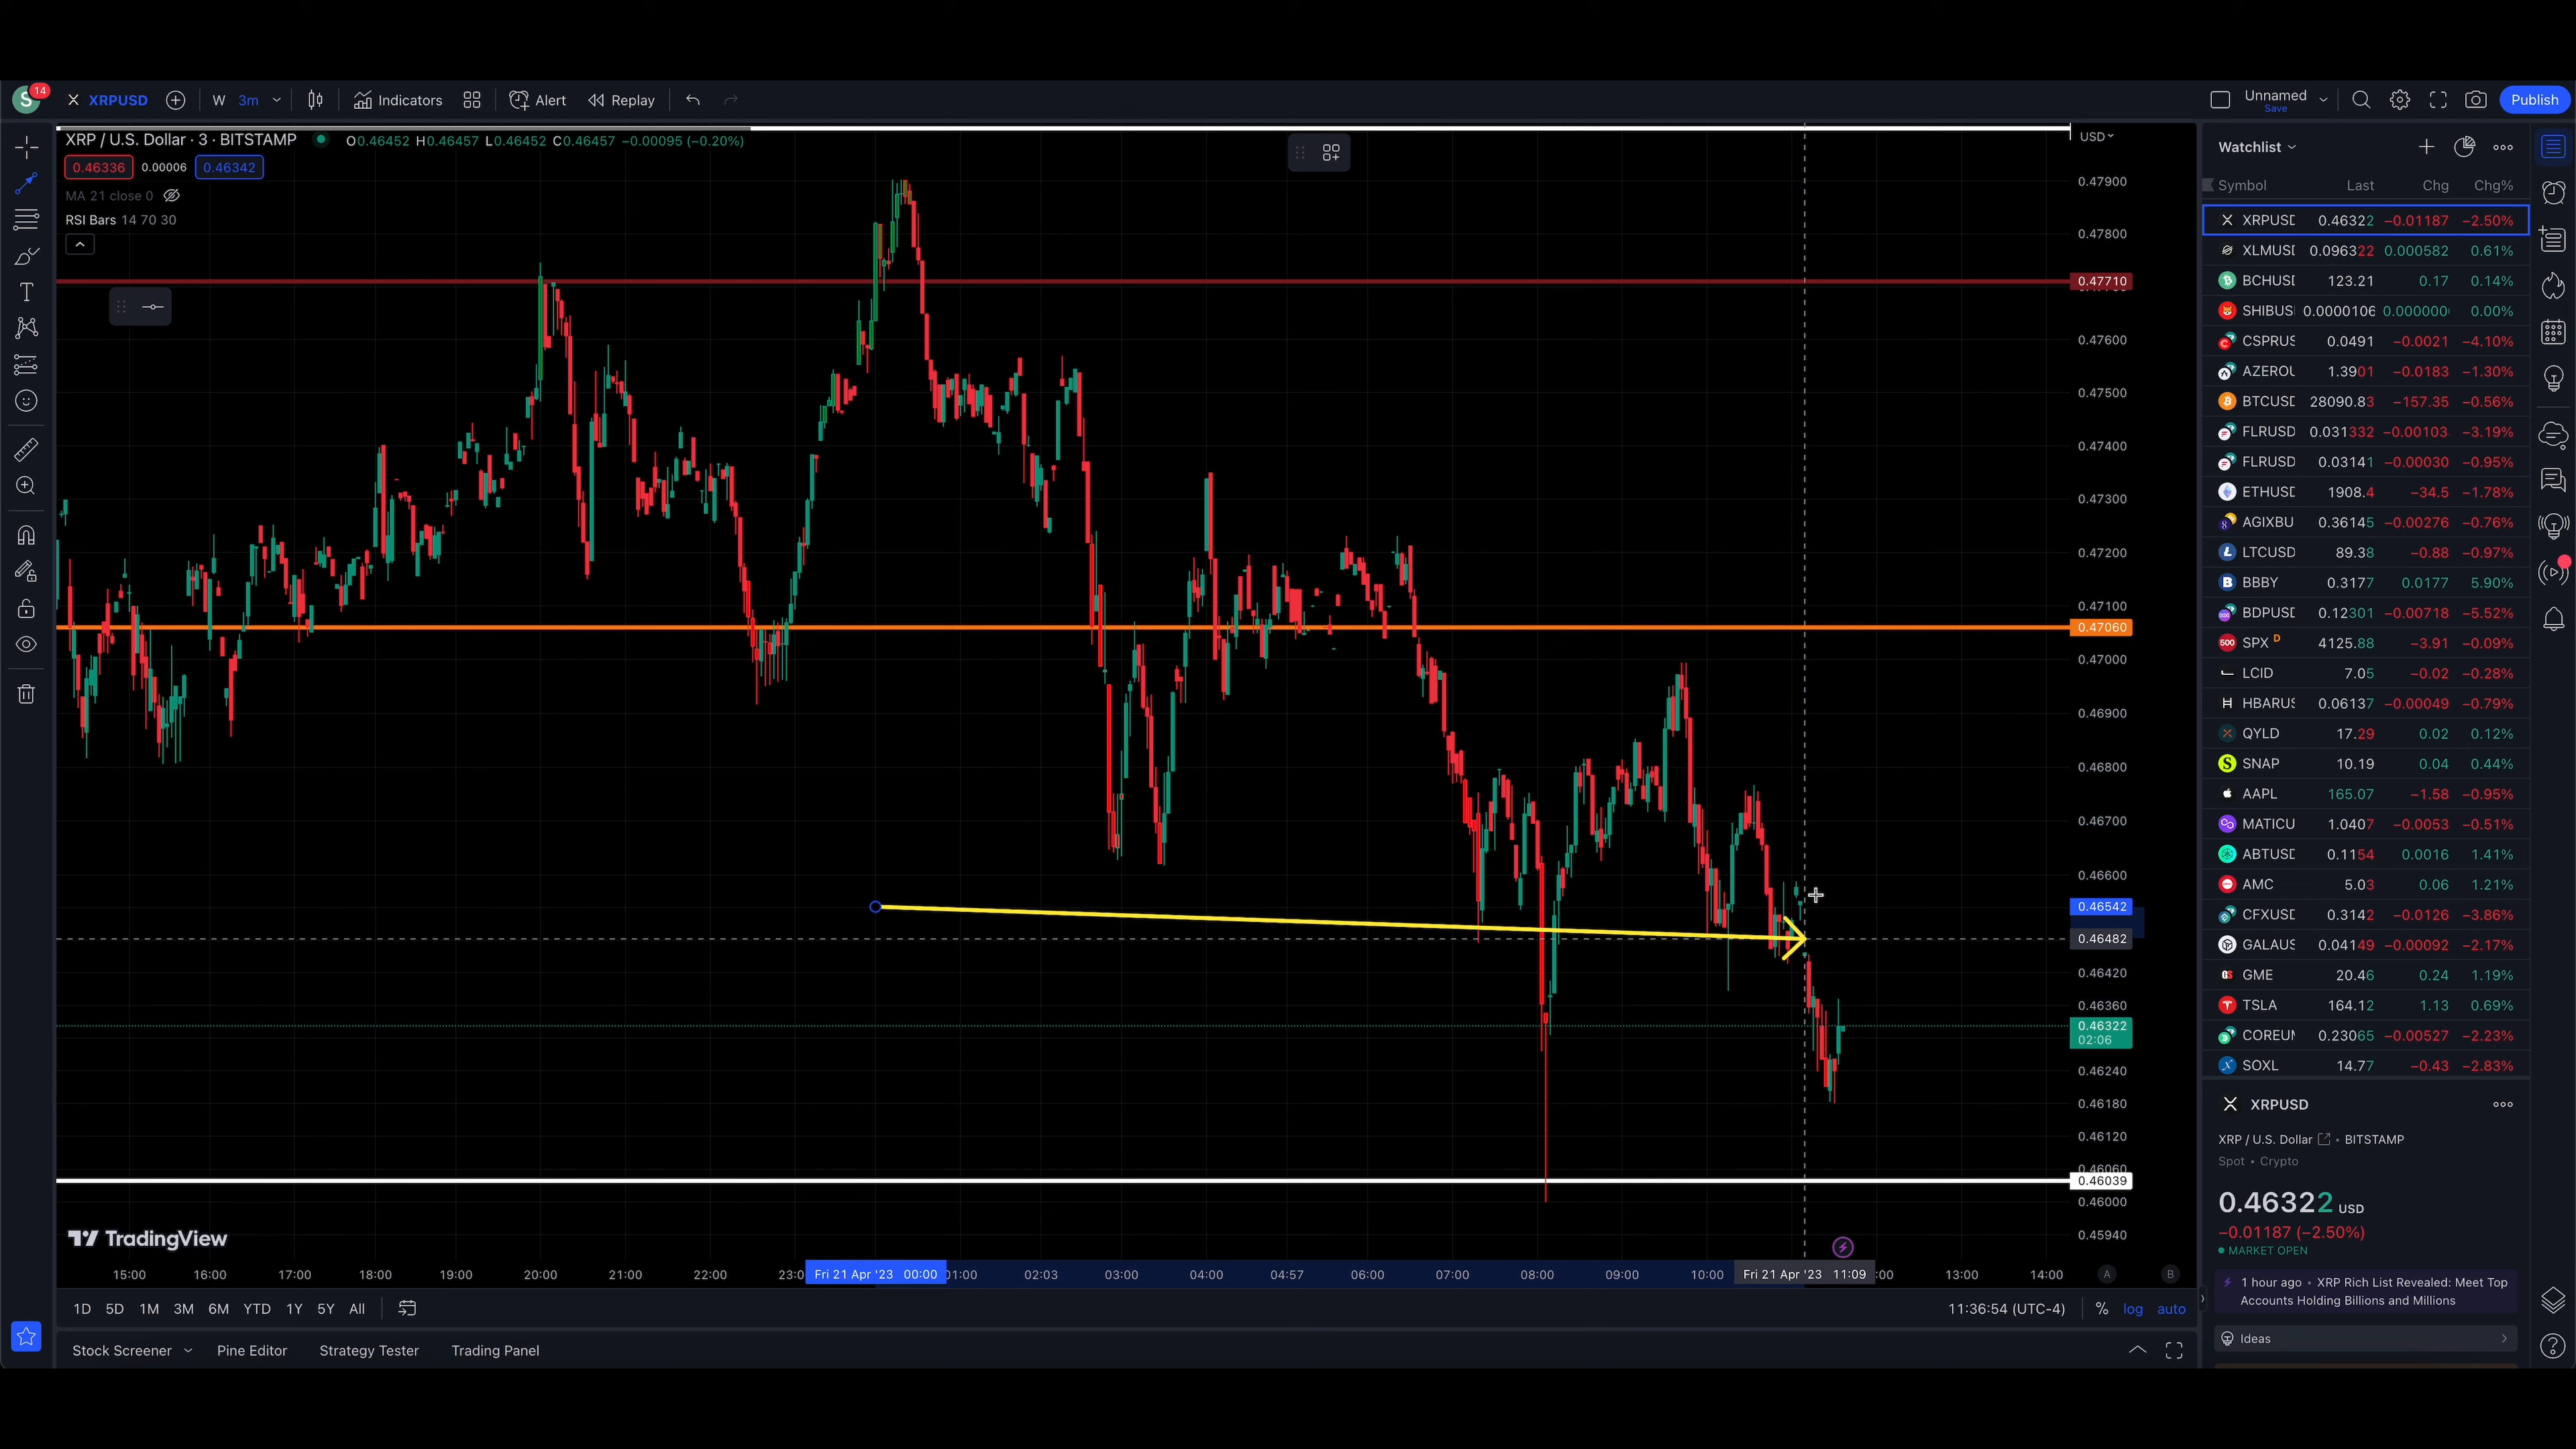 S 14 XRPUSD W 3m Indicators Alert Replay Unnamed Save Publish
XRP / U.S. Dollar · 3 · BITSTAMP O0.46452 H0.46457 L0.46452 C0.46457 −0.00095 (−0.20%)
0.46336 0.00006 0.46342
MA 21 close 0
RSI Bars 14 70 30
USD
0.47900
0.47800
0.47710
0.47600
0.47500
0.47400
0.47300
0.47200
0.47100
0.47060
0.47000
0.46900
0.46800
0.46700
0.46600
0.46542
0.46482
0.46420
0.46360
0.46322
02:06
0.46240
0.46180
0.46120
0.46060
0.46039
0.46000
0.45940
TradingView
15:00 16:00 17:00 18:00 19:00 20:00 21:00 22:00 23:0 Fri 21 Apr '23 00:00 01:00 02:03 03:00 04:00 04:57 06:00 07:00 08:00 09:00 10:00 Fri 21 Apr '23 11:09 :00 13:00 14:00 A B
1D 5D 1M 3M 6M YTD 1Y 5Y All 11:36:54 (UTC-4) % log auto
Stock Screener Pine Editor Strategy Tester Trading Panel
Watchlist
Symbol Last Chg Chg%
XRPUSD 0.46322 −0.01187 −2.50%
XLMUSD 0.096322 0.000582 0.61%
BCHUSD 123.21 0.17 0.14%
SHIBUS 0.0000106 0.000000 0.00%
CSPRUS 0.0491 −0.0021 −4.10%
AZEROU 1.3901 −0.0183 −1.30%
BTCUSD 28090.83 −157.35 −0.56%
FLRUSD 0.031332 −0.00103 −3.19%
FLRUSD 0.03141 −0.00030 −0.95%
ETHUSD 1908.4 −34.5 −1.78%
AGIXBU 0.36145 −0.00276 −0.76%
LTCUSD 89.38 −0.88 −0.97%
BBBY 0.3177 0.0177 5.90%
BDPUSD 0.12301 −0.00718 −5.52%
500 SPX D 4125.88 −3.91 −0.09%
LCID 7.05 −0.02 −0.28%
HBARUS 0.06137 −0.00049 −0.79%
QYLD 17.29 0.02 0.12%
SNAP 10.19 0.04 0.44%
AAPL 165.07 −1.58 −0.95%
MATICU 1.0407 −0.0053 −0.51%
ABTUSD 0.1154 0.0016 1.41%
AMC 5.03 0.06 1.21%
CFXUSD 0.3142 −0.0126 −3.86%
GALAUS 0.04149 −0.00092 −2.17%
GME 20.46 0.24 1.19%
TSLA 164.12 1.13 0.69%
COREUM 0.23065 −0.00527 −2.23%
SOXL 14.77 −0.43 −2.83%
XRPUSD
XRP / U.S. Dollar • BITSTAMP
Spot • Crypto
0.46322 USD
−0.01187 (−2.50%)
MARKET OPEN
1 hour ago • XRP Rich List Revealed: Meet Top
Accounts Holding Billions and Millions
Ideas